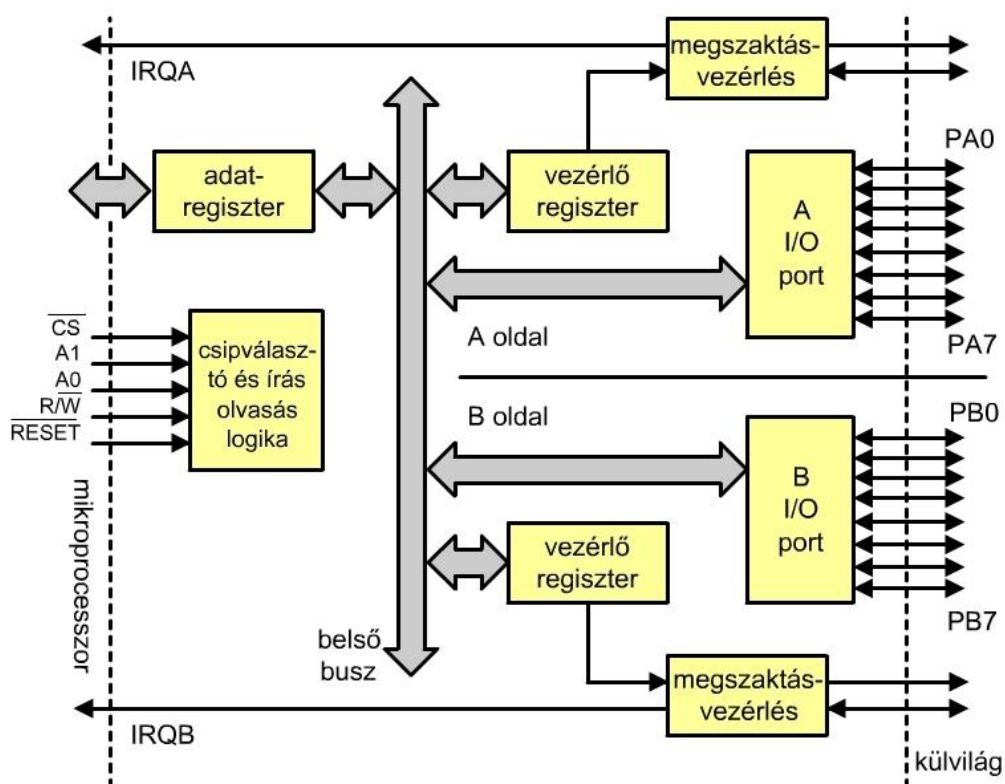 IRQA
megszaktás-
vezérlés
adat-
regiszter
vezérlő
regiszter
A
I/O
port
PA0
PA7
CS
A1
A0
R/W
RESET
csipválasz-
tó és írás
olvasás
logika
A oldal
B oldal
B
I/O
port
PB0
PB7
vezérlő
regiszter
megszaktás-
vezérlés
belső
busz
IRQB
mikroprocesszor
külvilág